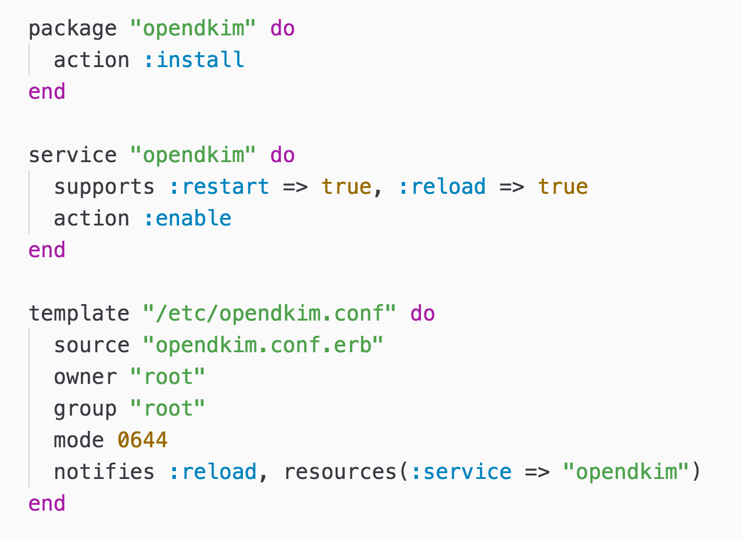 package "opendkim" do
  action :install
end

service "opendkim" do
  supports :restart => true, :reload => true
  action :enable
end

template "/etc/opendkim.conf" do
  source "opendkim.conf.erb"
  owner "root"
  group "root"
  mode 0644
  notifies :reload, resources(:service => "opendkim")
end